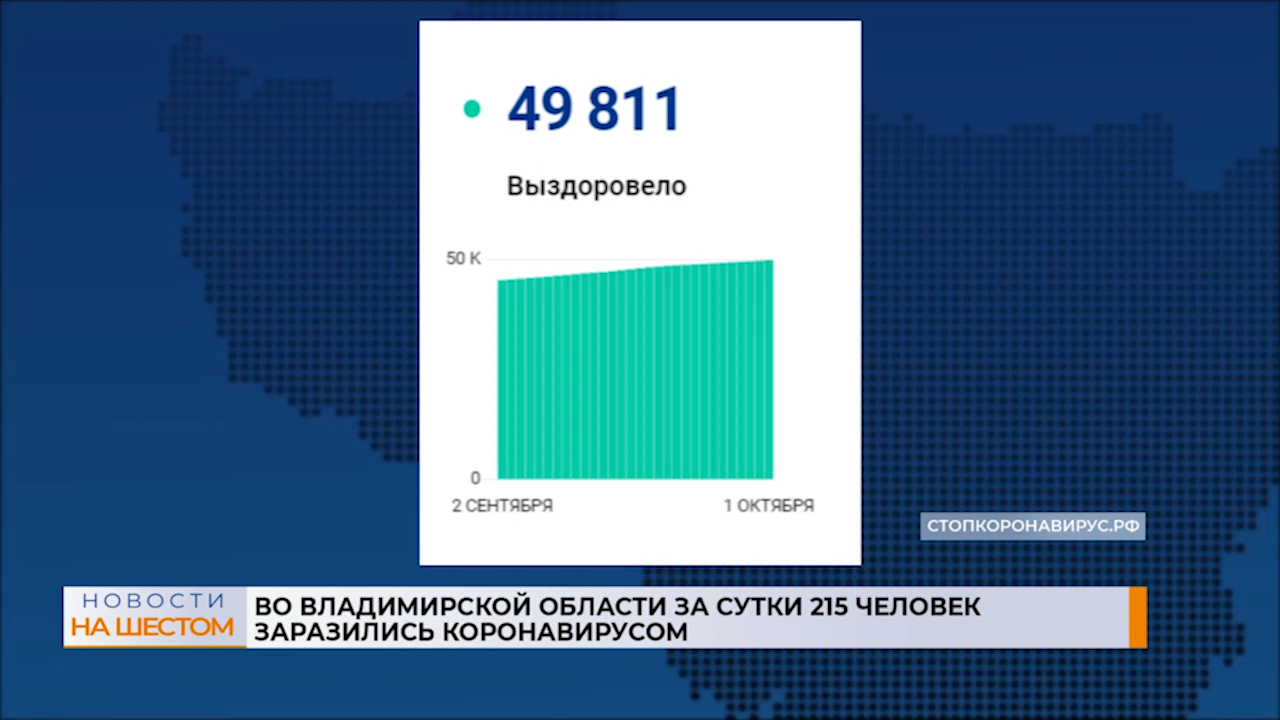 49 811
Выздоровело
50 K
0
2 СЕНТЯБРЯ
1 ОКТЯБРЯ
СТОПКОРОНАВИРУС.РФ
НОВОСТИ
НА ШЕСТОМ
ВО ВЛАДИМИРСКОЙ ОБЛАСТИ ЗА СУТКИ 215 ЧЕЛОВЕК
ЗАРАЗИЛИСЬ КОРОНАВИРУСОМ